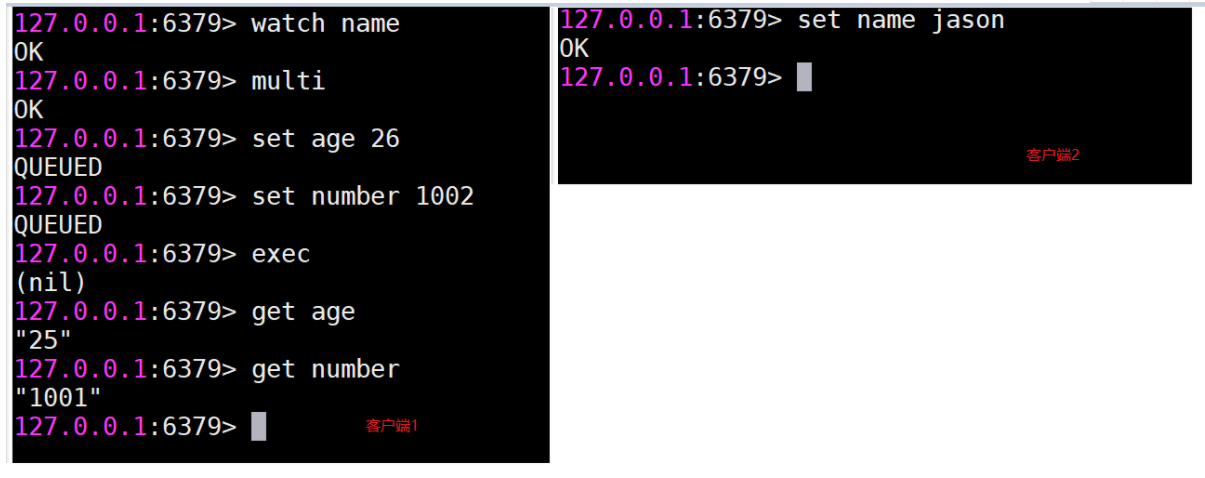 127.0.0.1:6379> watch name
OK
127.0.0.1:6379> multi
OK
127.0.0.1:6379> set age 26
QUEUED
127.0.0.1:6379> set number 1002
QUEUED
127.0.0.1:6379> exec
(nil)
127.0.0.1:6379> get age
"25"
127.0.0.1:6379> get number
"1001"
127.0.0.1:6379>
客户端1
127.0.0.1:6379> set name jason
OK
127.0.0.1:6379>
客户端2